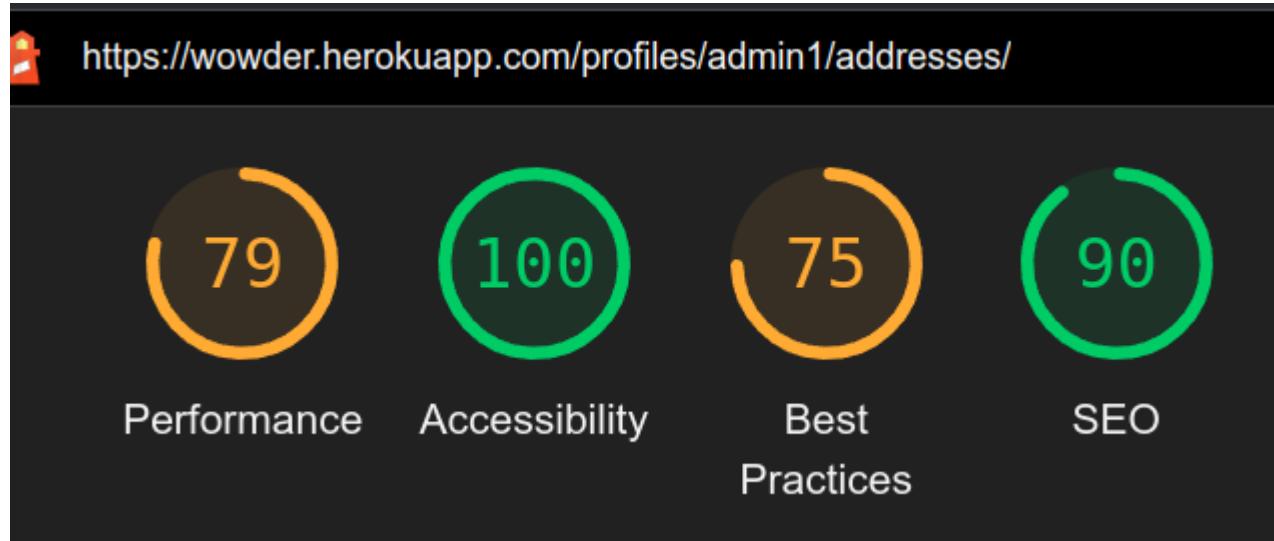 https://wowder.herokuapp.com/profiles/admin1/addresses/
79
100
75
90
Performance
Accessibility
Best
Practices
SEO